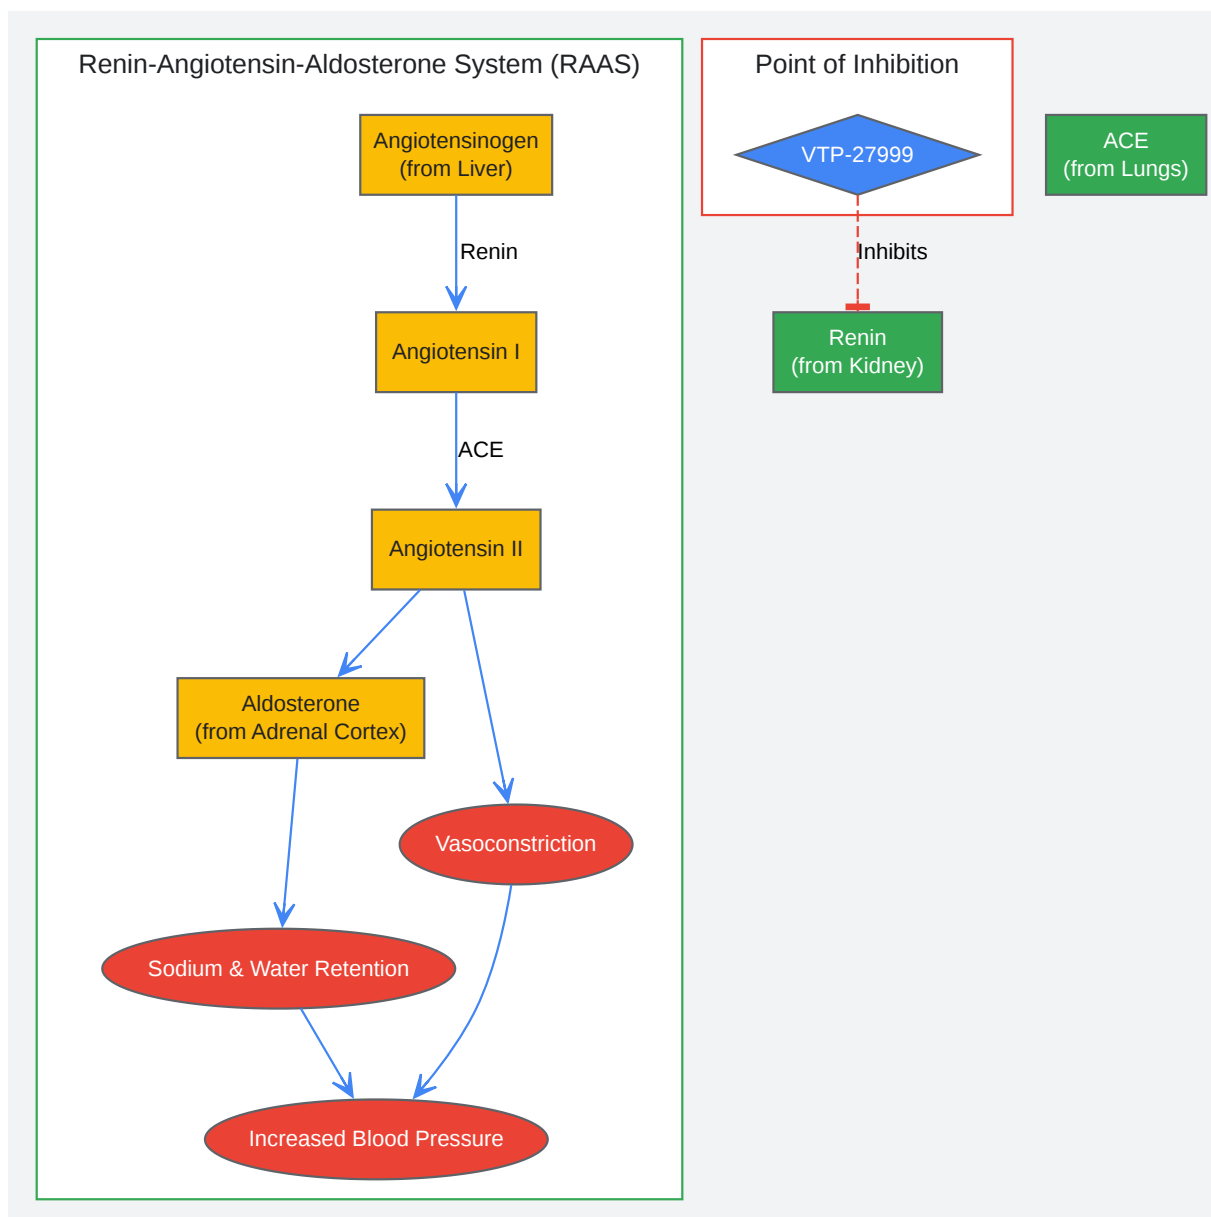 Renin-Angiotensin-Aldosterone System (RAAS)
Angiotensinogen
(from Liver)
Renin
Angiotensin I
ACE
Angiotensin II
Aldosterone
(from Adrenal Cortex)
Vasoconstriction
Sodium & Water Retention
Increased Blood Pressure
Point of Inhibition
VTP-27999
Inhibits
Renin
(from Kidney)
ACE
(from Lungs)